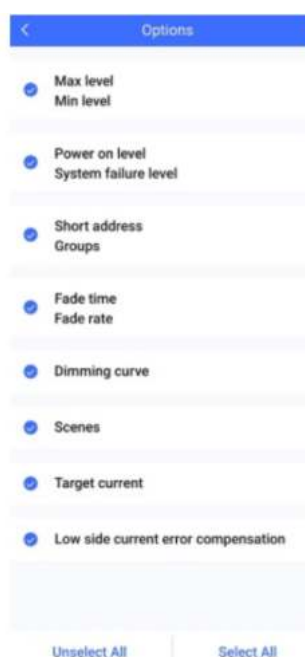 Options
Max level
Min level
Power on level
System failure level
Short address
Groups
Fade time
Fade rate
Dimming curve
Scenes
Target current
Low side current error compensation
Unselect All
Select All